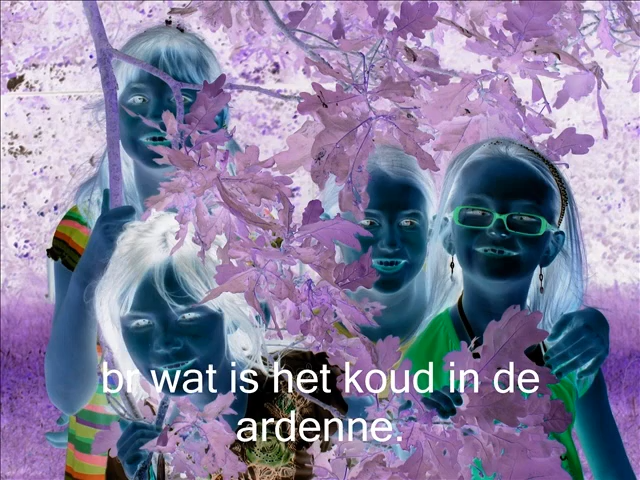 br wat is het koud in de
ardenne.